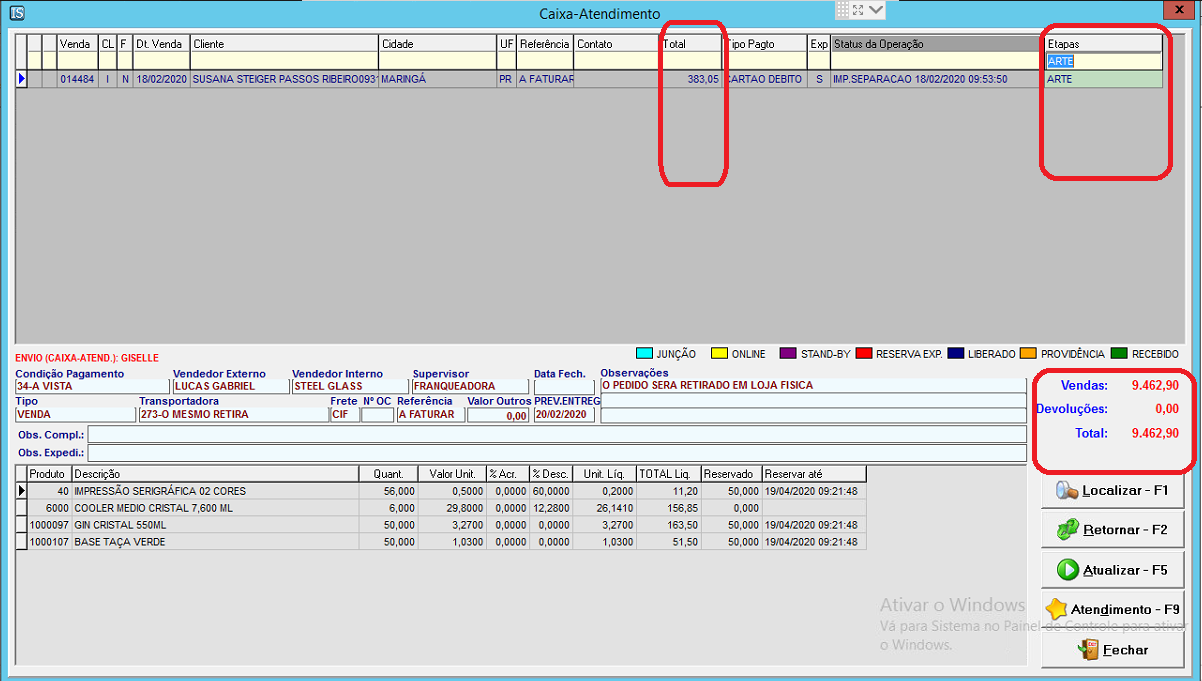 IS Caixa-Atendimento x
Venda CL F Dt. Venda Cliente Cidade UF Referência Contato Total Tipo Pagto Exp Status da Operação Etapas
ARTE
014484 I N 18/02/2020 SUSANA STEIGER PASSOS RIBEIRO093 MARINGÁ PR A FATURAR 383,05 CARTAO DEBITO S IMP.SEPARACAO 18/02/2020 09:53:50 ARTE
ENVIO (CAIXA-ATEND.): GISELLE JUNÇÃO ONLINE STAND-BY RESERVA EXP. LIBERADO PROVIDÊNCIA RECEBIDO
Condição Pagamento Vendedor Externo Vendedor Interno Supervisor Data Fech. Observações
34-A VISTA LUCAS GABRIEL STEEL GLASS FRANQUEADORA O PEDIDO SERA RETIRADO EM LOJA FISICA
Vendas: 9.462,90
Tipo Transportadora Frete Nº OC Referência Valor Outros PREV.ENTREG
VENDA 273-O MESMO RETIRA CIF A FATURAR 0,00 20/02/2020
Devoluções: 0,00
Total: 9.462,90
Obs. Compl.:
Obs. Expedi.:
Produto Descrição Quant. Valor Unit. % Acr. % Desc. Unit. Líq. TOTAL Liq. Reservado Reservar até
40 IMPRESSÃO SERIGRÁFICA 02 CORES 56,000 0,5000 0,0000 60,0000 0,2000 11,20 50,000 19/04/2020 09:21:48
6000 COOLER MEDIO CRISTAL 7,600 ML 6,000 29,8000 0,0000 12,2800 26,1410 156,85 0,000
1000097 GIN CRISTAL 550ML 50,000 3,2700 0,0000 0,0000 3,2700 163,50 50,000 19/04/2020 09:21:48
1000107 BASE TAÇA VERDE 50,000 1,0300 0,0000 0,0000 1,0300 51,50 50,000 19/04/2020 09:21:48
Localizar - F1
Retornar - F2
Atualizar - F5
Atendimento - F9
Fechar
Ativar o Windows
Vá para Sistema no Painel de Controle para ativar
o Windows.